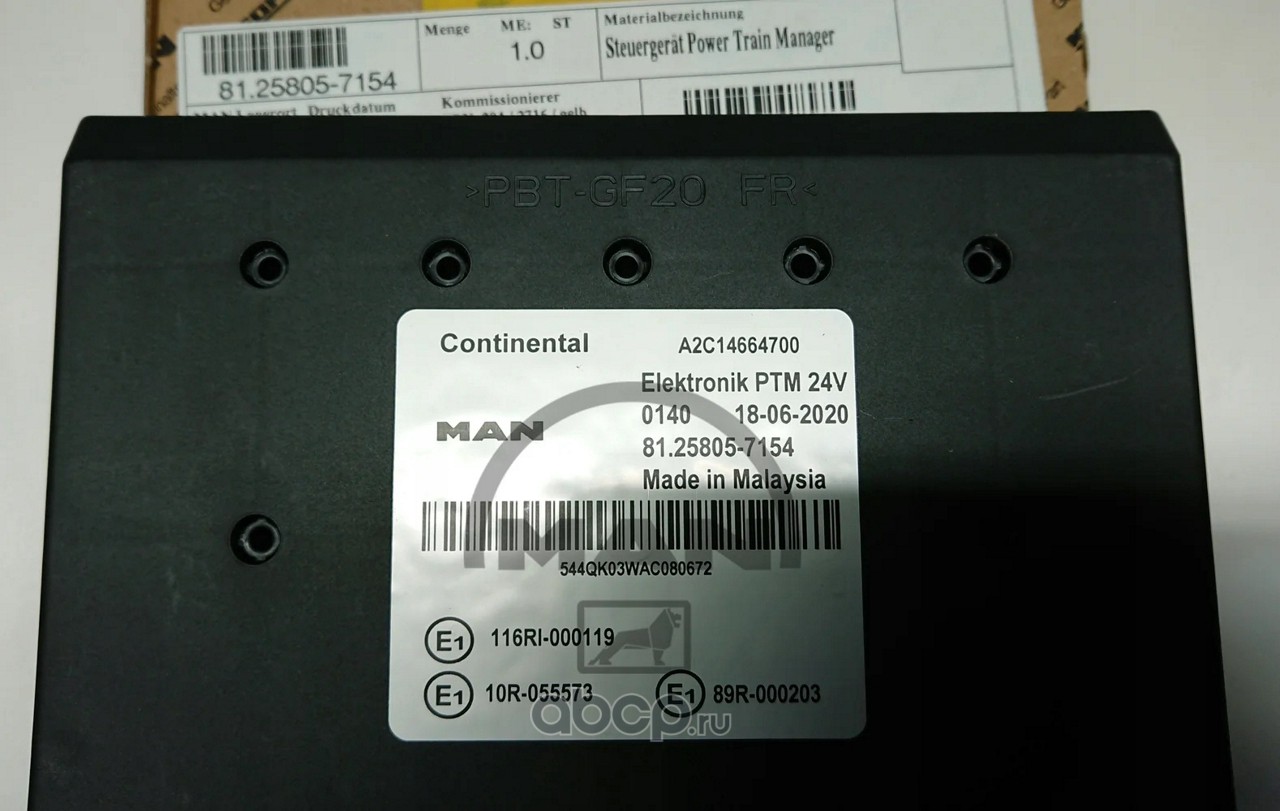 Menge ME: ST
1.0
Materialbezeichnung
Steuergerät Power Train Manager
81.25805-7154
Druckdatum
Kommissionierer
>PBT-GF20 FR<
Continental A2C14664700
Elektronik PTM 24V
0140 18-06-2020
MAN
81.25805-7154
Made in Malaysia
MAN
544QK03WAC080672
E1 116RI-000119
E1 10R-055573 E1 89R-000203
abcp.ru